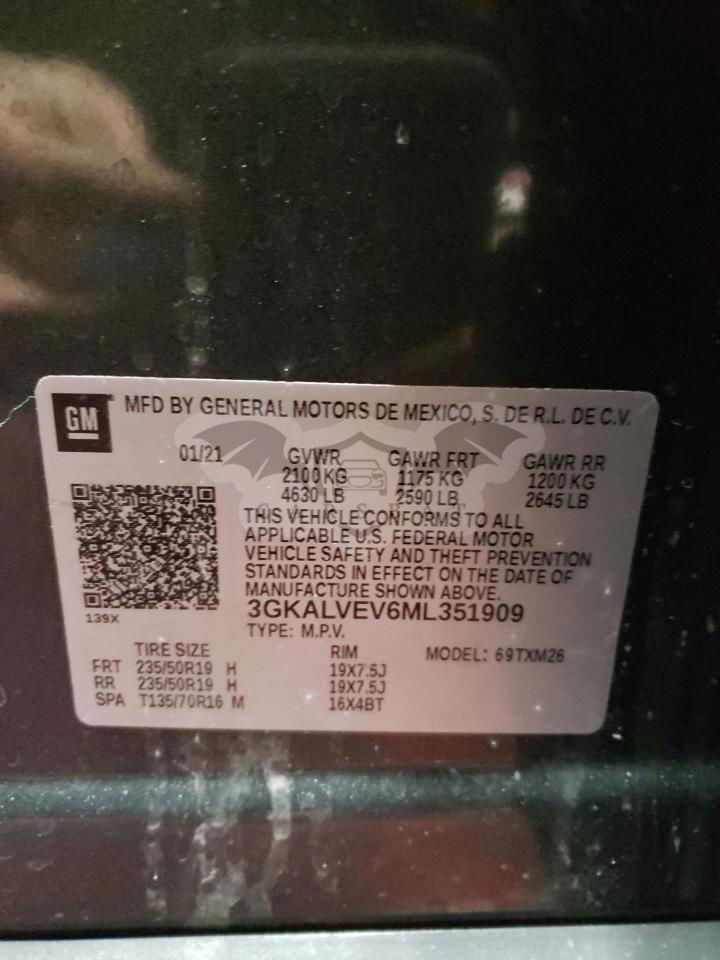 GM
MFD BY GENERAL MOTORS DE MEXICO, S. DE R.L. DE C.V.
01/21 GVWR GAWR FRT GAWR RR
2100 KG 1175 KG 1200 KG
4630 LB 2590 LB 2645 LB
THIS VEHICLE CONFORMS TO ALL
APPLICABLE U.S. FEDERAL MOTOR
VEHICLE SAFETY AND THEFT PREVENTION
STANDARDS IN EFFECT ON THE DATE OF
MANUFACTURE SHOWN ABOVE.
139X
3GKALVEV6ML351909
TYPE: M.P.V.
TIRE SIZE RIM MODEL: 69TXM26
FRT 235/50R19 H 19X7.5J
RR 235/50R19 H 19X7.5J
SPA T135/70R16 M 16X4BT